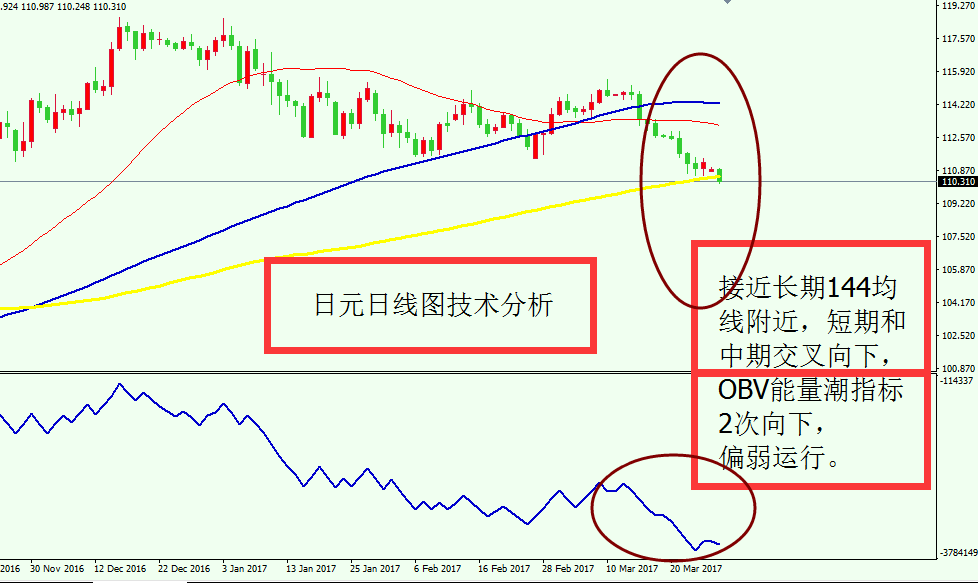 .924 110.987 110.248 110.310
119.270
117.570
115.920
114.220
112.570
110.870
110.310
109.220
107.520
105.870
104.170
102.520
100.870
日元日线图技术分析
接近长期144均
线附近，短期和
中期交叉向下，
OBV能量潮指标
2次向下，
偏弱运行。
-114337
-3784149
2016 30 Nov 2016 12 Dec 2016 22 Dec 2016 3 Jan 2017 13 Jan 2017 25 Jan 2017 6 Feb 2017 16 Feb 2017 28 Feb 2017 10 Mar 2017 20 Mar 2017